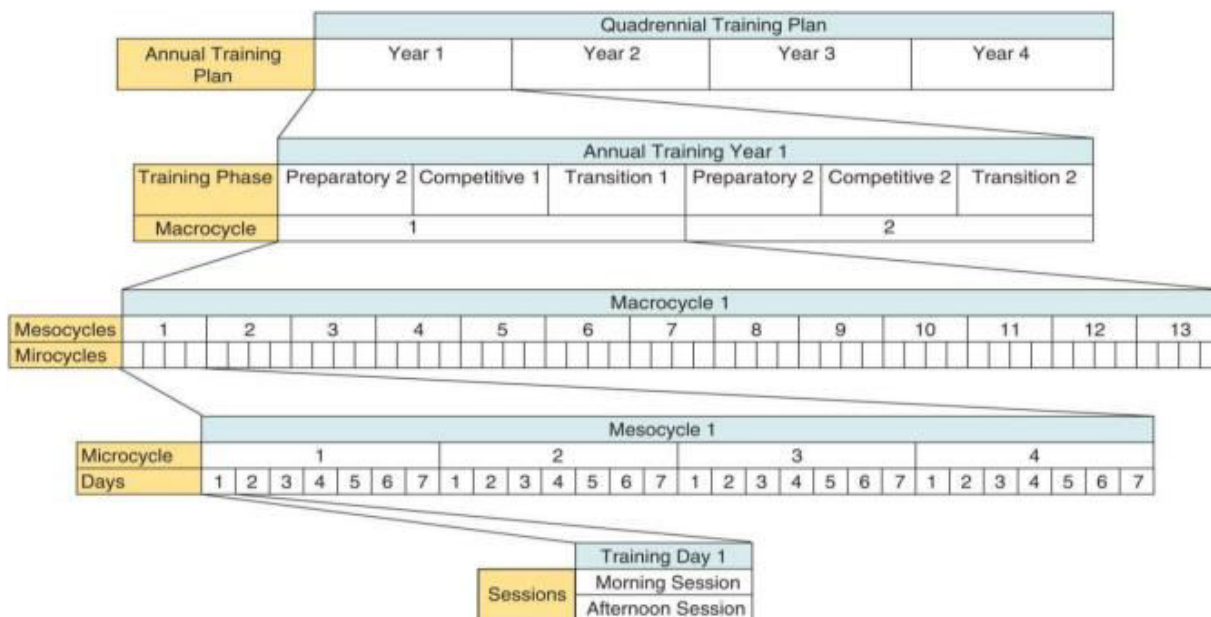 Quadrennial Training Plan
Annual Training Plan Year 1 Year 2 Year 3 Year 4
Annual Training Year 1
Training Phase Preparatory 2 Competitive 1 Transition 1 Preparatory 2 Competitive 2 Transition 2
Macrocycle 1 2
Macrocycle 1
Mesocycles 1 2 3 4 5 6 7 8 9 10 11 12 13
Mirocycles
Mesocycle 1
Microcycle 1 2 3 4
Days 1 2 3 4 5 6 7 1 2 3 4 5 6 7 1 2 3 4 5 6 7 1 2 3 4 5 6 7
Training Day 1
Sessions Morning Session
Afternoon Session